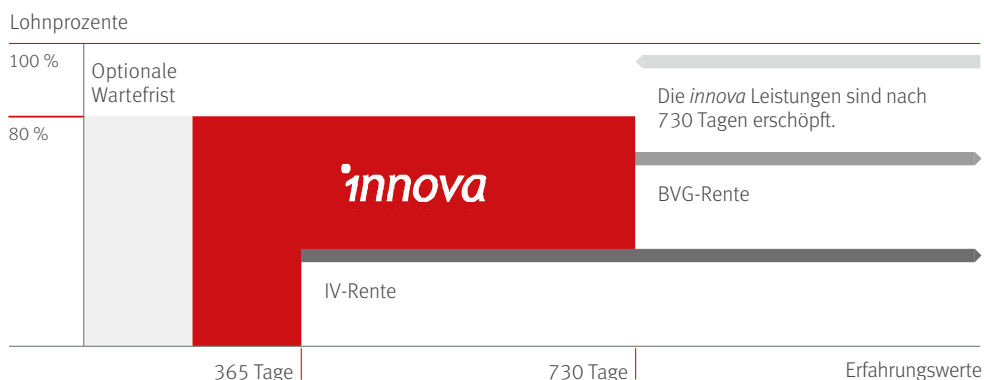 Lohnprozente
100 %
Optionale
Wartefrist
Die innova Leistungen sind nach
730 Tagen erschöpft.
80 %
innova
BVG-Rente
IV-Rente
365 Tage
730 Tage
Erfahrungswerte